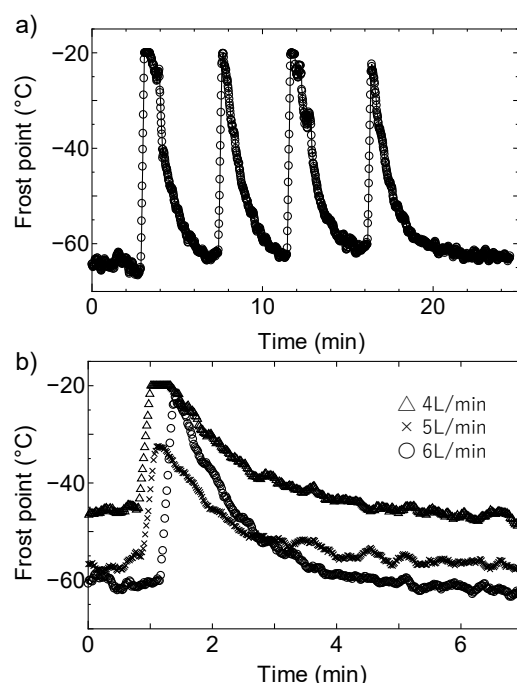 a)
−20
−40
−60
Frost point (°C)
0
10
20
Time (min)
b)
−20
−40
−60
Frost point (°C)
△ 4L/min
× 5L/min
○ 6L/min
0
2
4
6
Time (min)